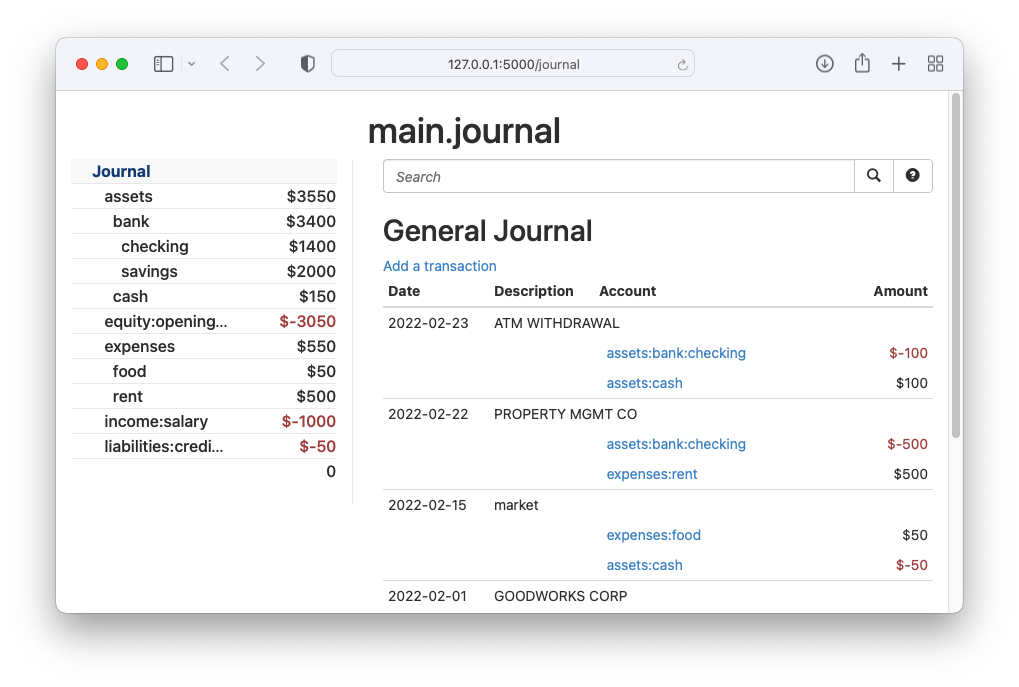 127.0.0.1:5000/journal
main.journal
Journal
assets $3550
bank $3400
checking $1400
savings $2000
cash $150
equity:opening... $-3050
expenses $550
food $50
rent $500
income:salary $-1000
liabilities:credi... $-50
0
Search
General Journal
Add a transaction
Date Description Account Amount
2022-02-23 ATM WITHDRAWAL
assets:bank:checking $-100
assets:cash $100
2022-02-22 PROPERTY MGMT CO
assets:bank:checking $-500
expenses:rent $500
2022-02-15 market
expenses:food $50
assets:cash $-50
2022-02-01 GOODWORKS CORP